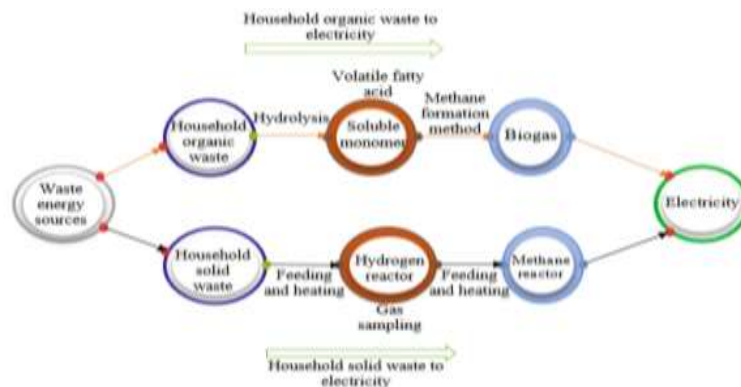 Household organic waste to
electricity
Volatile fatty
acid
Hydrolysis
Methane
formation
method
Household
organic
waste
Soluble
monomer
Biogas
Waste
energy
sources
Electricity
Household
solid
waste
Feeding
and heating
Hydrogen
reactor
Feeding
and heating
Methane
reactor
Gas
sampling
Household solid waste to
electricity